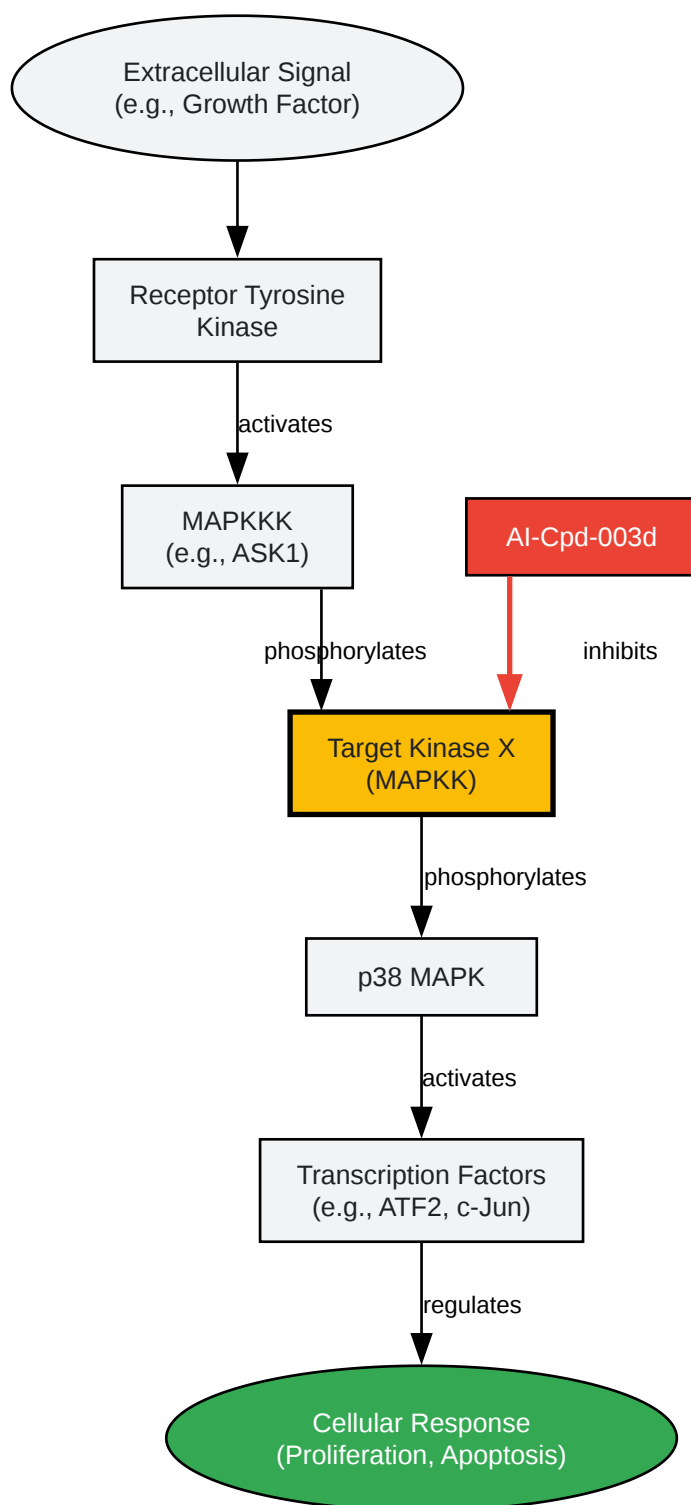 Extracellular Signal
(e.g., Growth Factor)
Receptor Tyrosine
Kinase
activates
MAPKKK
(e.g., ASK1)
AI-Cpd-003d
phosphorylates
inhibits
Target Kinase X
(MAPKK)
phosphorylates
p38 MAPK
activates
Transcription Factors
(e.g., ATF2, c-Jun)
regulates
Cellular Response
(Proliferation, Apoptosis)